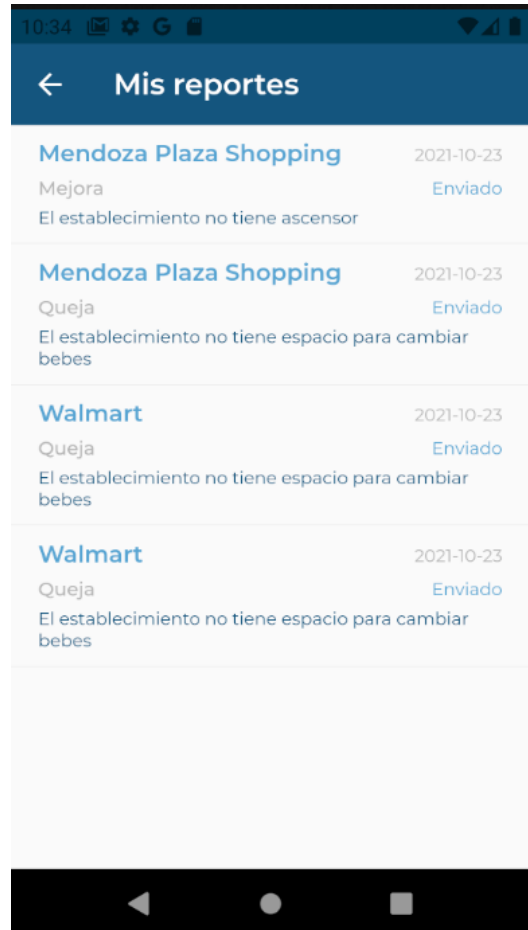 10:34
Mis reportes
Mendoza Plaza Shopping 2021-10-23
Mejora Enviado
El establecimiento no tiene ascensor
Mendoza Plaza Shopping 2021-10-23
Queja Enviado
El establecimiento no tiene espacio para cambiar
bebes
Walmart 2021-10-23
Queja Enviado
El establecimiento no tiene espacio para cambiar
bebes
Walmart 2021-10-23
Queja Enviado
El establecimiento no tiene espacio para cambiar
bebes